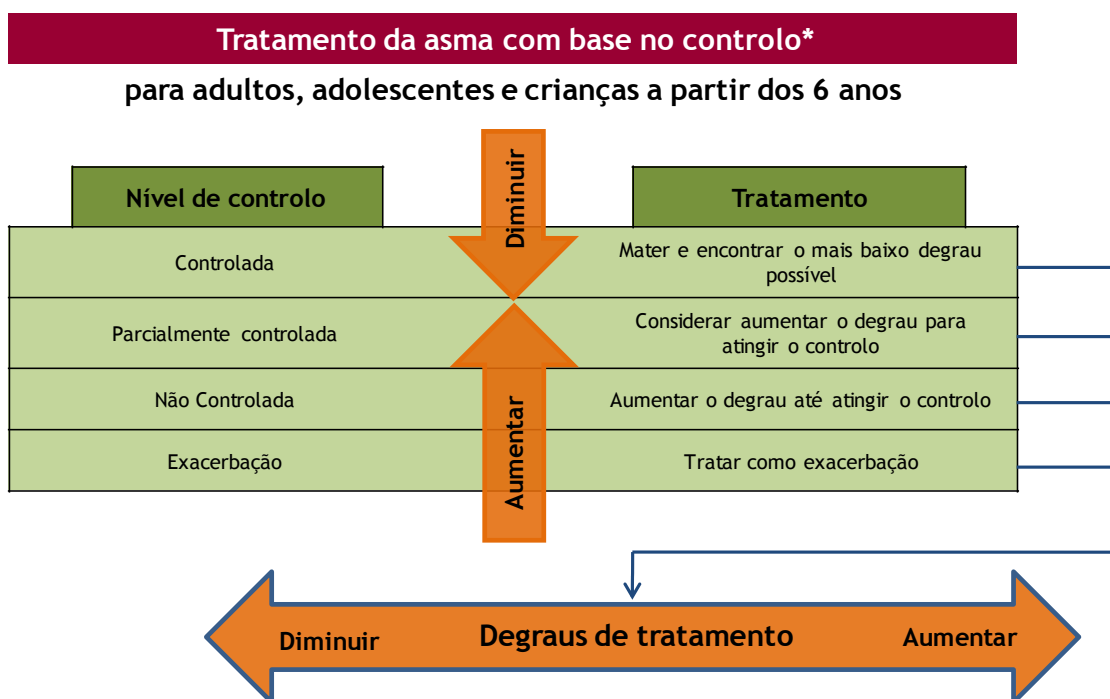 Tratamento da asma com base no controlo*
para adultos, adolescentes e crianças a partir dos 6 anos
Diminuir
Nível de controlo
Tratamento
Controlada
Mater e encontrar o mais baixo degrau
possível
Parcialmente controlada
Considerar aumentar o degrau para
atingir o controlo
Não Controlada
Aumentar o degrau até atingir o controlo
Aumentar
Exacerbação
Tratar como exacerbação
Diminuir
Degraus de tratamento
Aumentar